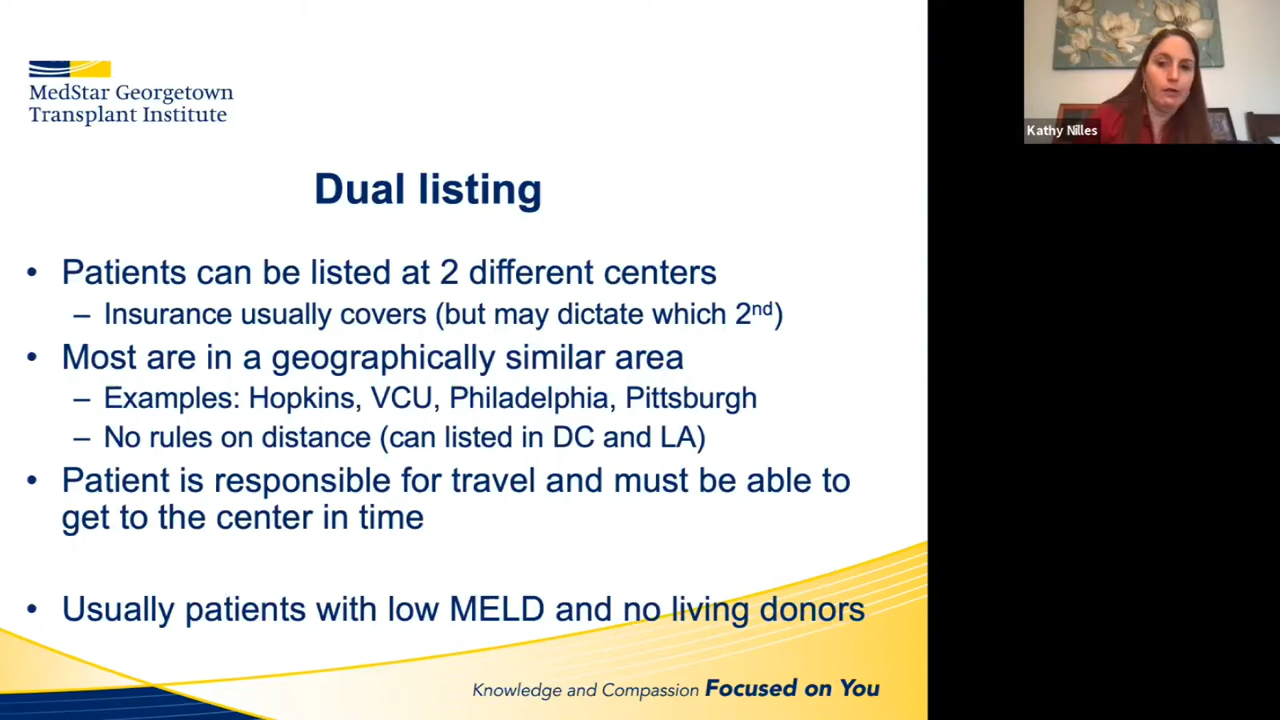 MedStar Georgetown
Transplant Institute
Kathy Nilles
Dual listing
• Patients can be listed at 2 different centers
– Insurance usually covers (but may dictate which 2nd)
• Most are in a geographically similar area
– Examples: Hopkins, VCU, Philadelphia, Pittsburgh
– No rules on distance (can listed in DC and LA)
• Patient is responsible for travel and must be able to
get to the center in time
• Usually patients with low MELD and no living donors
Knowledge and Compassion Focused on You